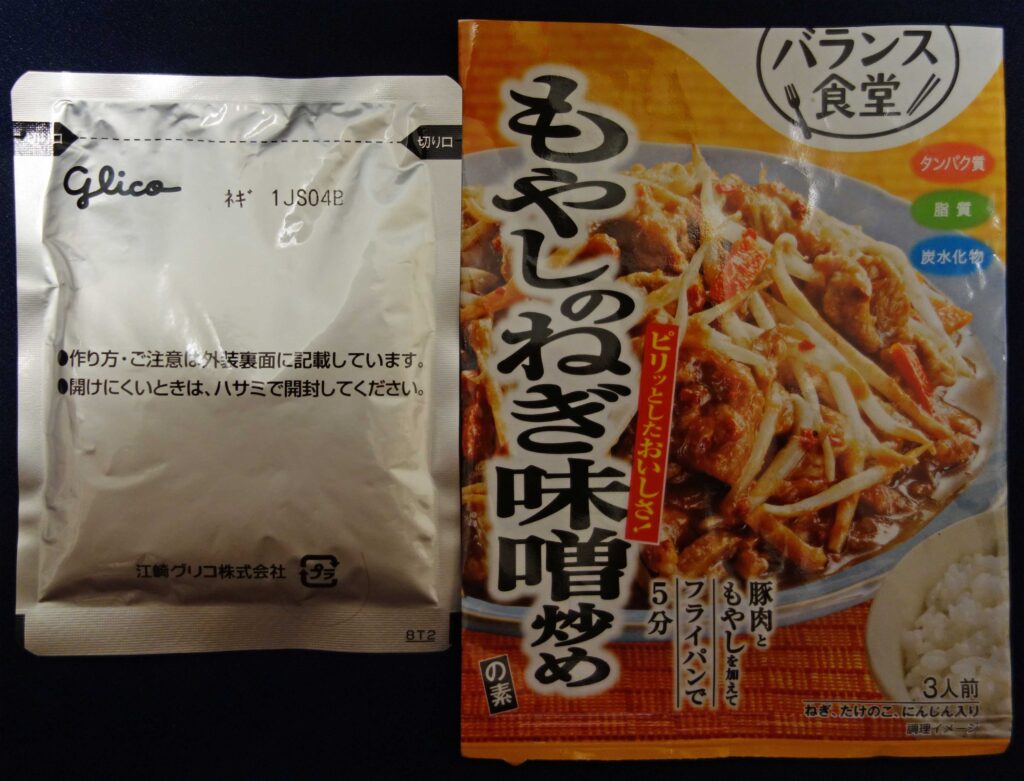 切り口
Glico
ﾈｷﾞ 1JS04B
●作り方・ご注意は外装裏面に記載しています。
●開けにくいときは、ハサミで開封してください。
江崎グリコ株式会社 プラ
8T2
バランス
食堂
タンパク質
脂質
炭水化物
もやしのねぎ味噌炒め
の素
ピリッとしたおいしさ!
豚肉と
もやしを加えて
フライパンで
5分
3人前
ねぎ、たけのこ、にんじん入り
調理イメージ